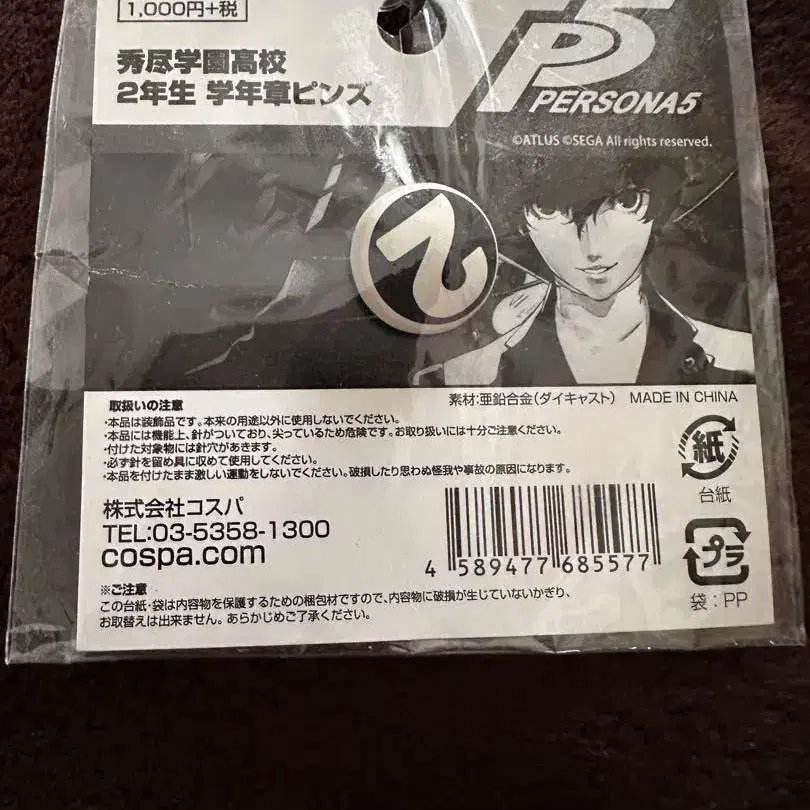 1,000円+税
秀尽学園高校
2年生 学年章ピンズ
P5
PERSONA5
©ATLUS ©SEGA All rights reserved.
取扱いの注意
素材:亜鉛合金(ダイキャスト) MADE IN CHINA
・本品は装飾品です。本来の用途以外に使用しないでください。
・本品には機能上、針がついており、尖っているため危険です。お取り扱いには十分ご注意ください。
・付けた対象物には針穴があきます。
・必ず針を留め具に収めて使用してください。
・本品を付けたまま激しい運動をしないでください。破損したり思わぬ怪我や事故の原因になります。
紙
台紙
株式会社コスパ
TEL:03-5358-1300
cospa.com
4 589477 685577
プラ
袋:PP
※ご注意
この台紙・袋は内容物を保護するための梱包材ですので、内容物に破損が生じていないかぎり、
お取替えは出来ません。あらかじめご了承ください。